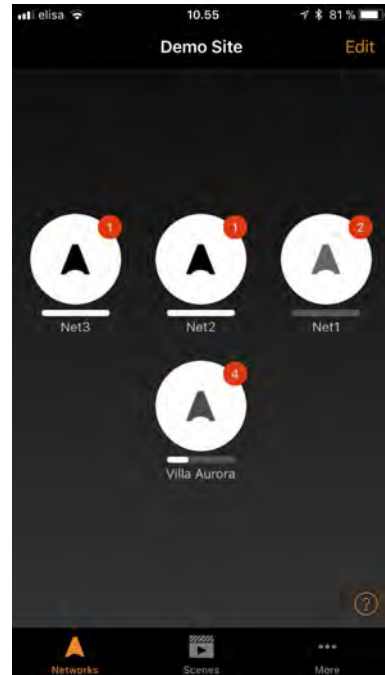 elisa 10.55 81 %
Demo Site Edit
1 1 2
Net3 Net2 Net1
4
Villa Aurora
?
Networks Scenes More